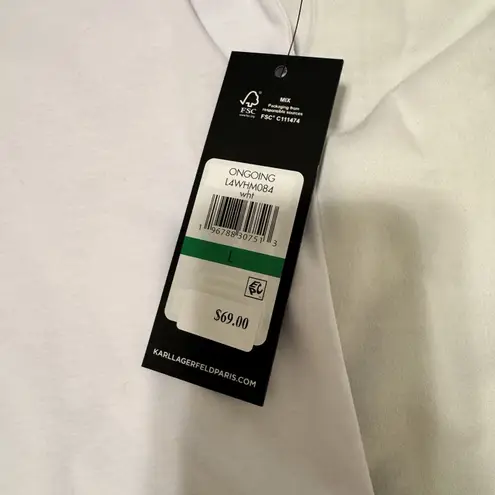 FSC
MIX
Packaging from
responsible sources
FSC® C111474
ONGOING
L4WHM084
wht
1 96788 30751 3
L
$69.00
KARLLAGERFELDPARIS.COM